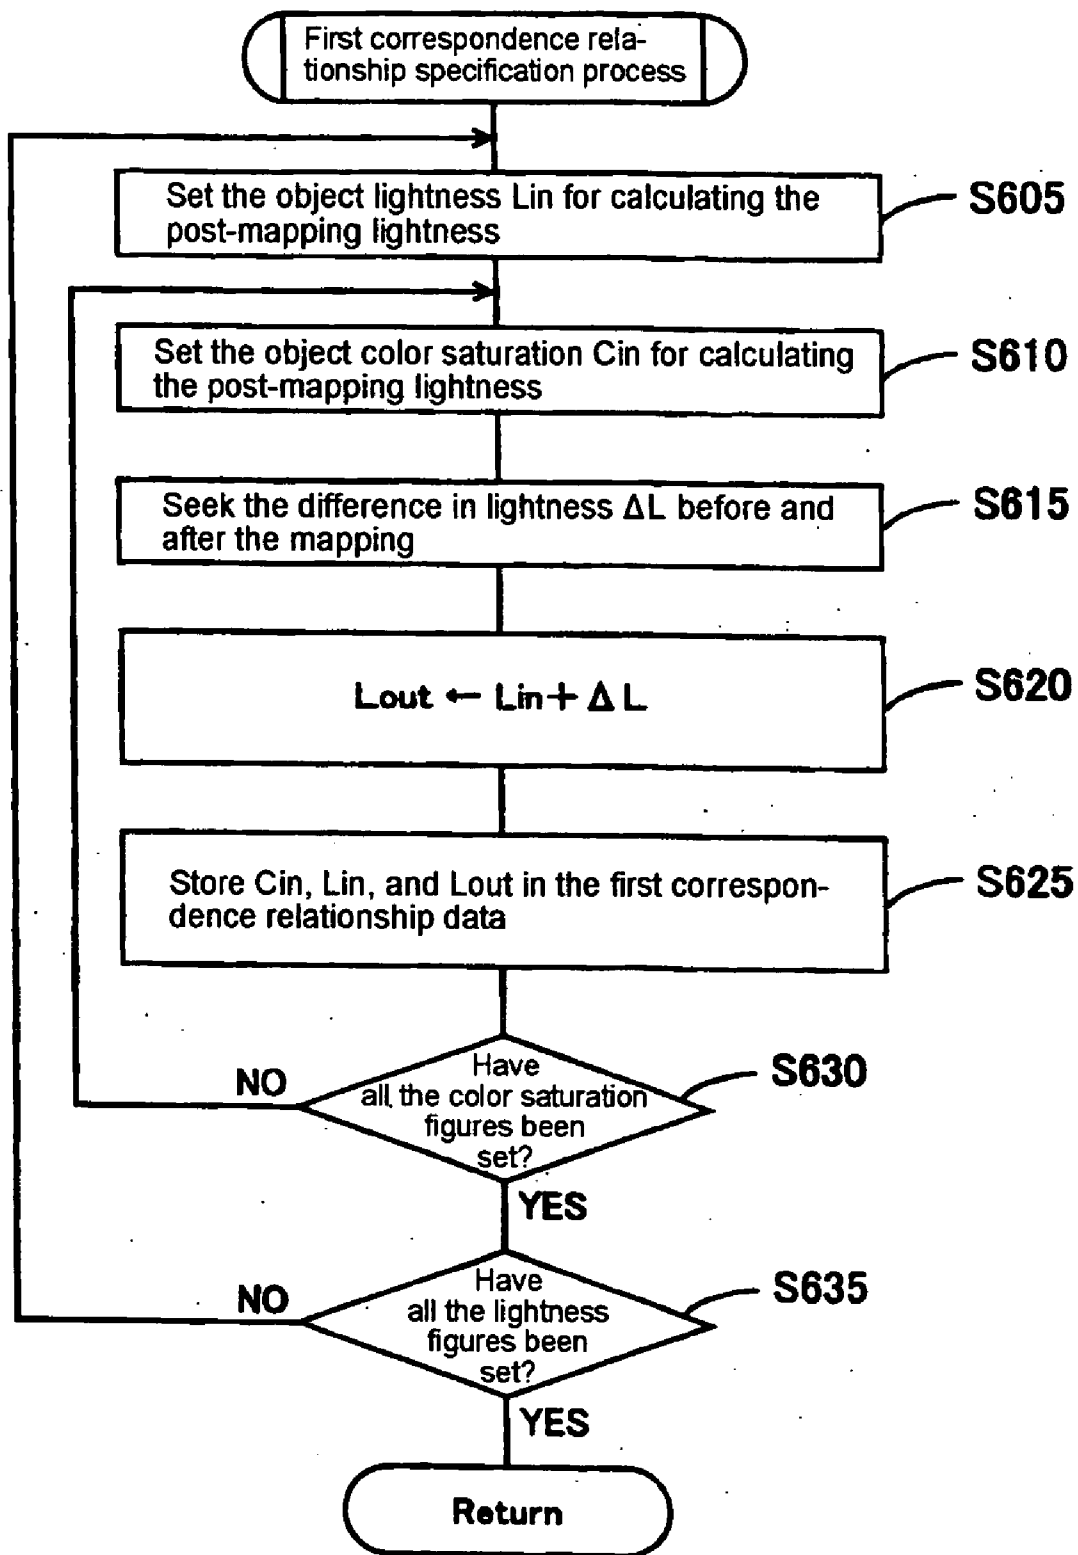 First correspondence rela-
tionship specification process
Set the object lightness Lin for calculating the
post-mapping lightness
S605
Set the object color saturation Cin for calculating
the post-mapping lightness
S610
Seek the difference in lightness ΔL before and
after the mapping
S615
Lout ← Lin + Δ L
S620
Store Cin, Lin, and Lout in the first correspon-
dence relationship data
S625
Have
all the color saturation
figures been
set?
S630
NO
YES
Have
all the lightness
figures been
set?
S635
NO
YES
Return